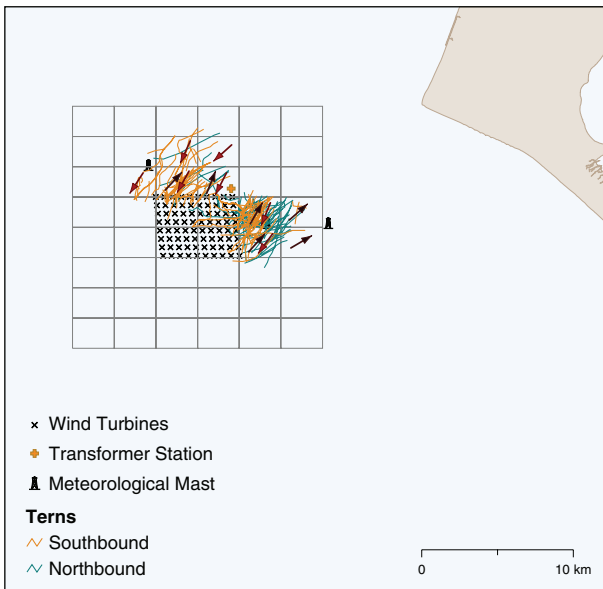 Wind Turbines
Transformer Station
Meteorological Mast
Terns
Southbound
Northbound
0 10 km